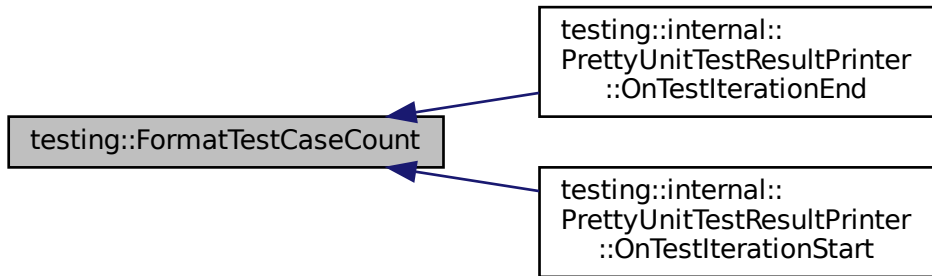 testing::FormatTestCaseCount
testing::internal::
PrettyUnitTestResultPrinter
::OnTestIterationEnd
testing::internal::
PrettyUnitTestResultPrinter
::OnTestIterationStart